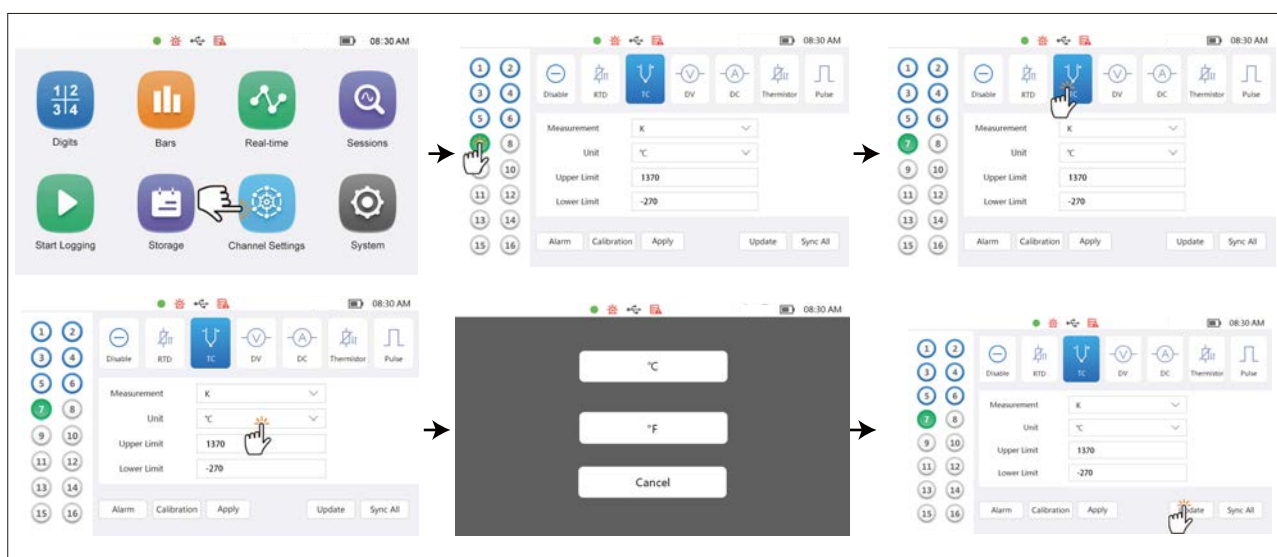 08:30 AM
1 2
3 4
Digits Bars Real-time Sessions
Start Logging Storage Channel Settings System
08:30 AM
1 2
3 4
5 6
8
10
11 12
13 14
15 16
Disable RTD TC DV DC Thermistor Pulse
Measurement K
Unit °C
Upper Limit 1370
Lower Limit -270
Alarm Calibration Apply Update Sync All
08:30 AM
1 2
3 4
5 6
7 8
9 10
11 12
13 14
15 16
Disable RTD DV DC Thermistor Pulse
Measurement K
Unit °C
Upper Limit 1370
Lower Limit -270
Alarm Calibration Apply Update Sync All
08:30 AM
1 2
3 4
5 6
7 8
9 10
11 12
13 14
15 16
Disable RTD TC DV DC Thermistor Pulse
Measurement K
Unit °C
Upper Limit 1370
Lower Limit -270
Alarm Calibration Apply Update Sync All
08:30 AM
°C
°F
Cancel
08:30 AM
1 2
3 4
5 6
7 8
9 10
11 12
13 14
15 16
Disable RTD TC DV DC Thermistor Pulse
Measurement K
Unit °C
Upper Limit 1370
Lower Limit -270
Alarm Calibration Apply Update Sync All